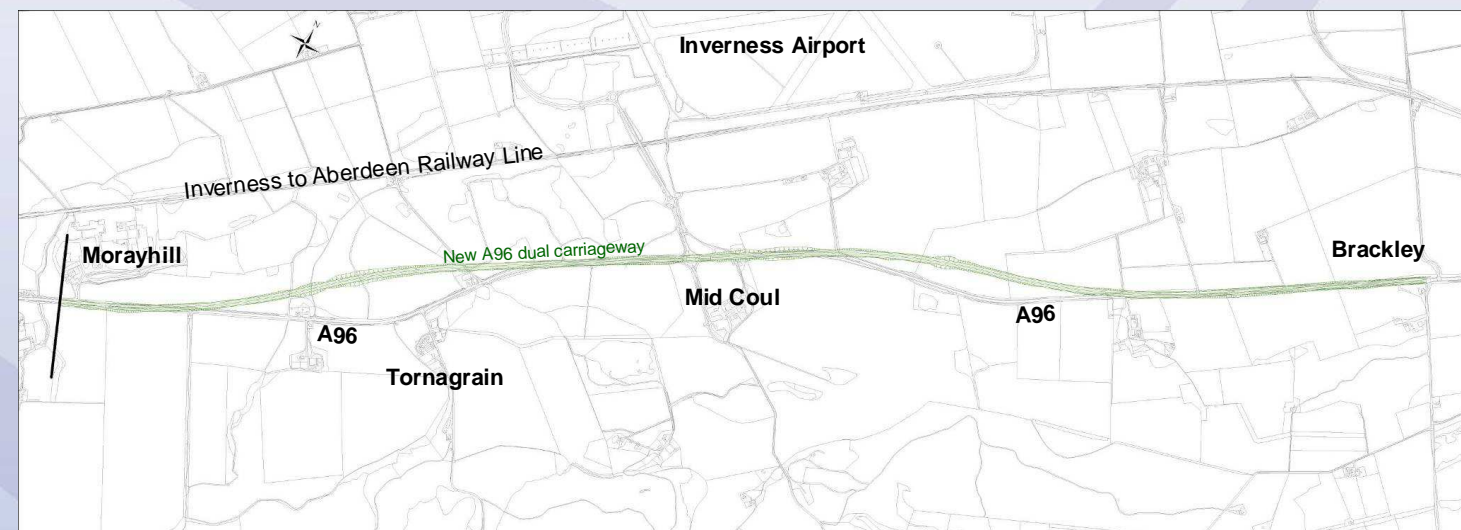 N
Inverness Airport
Inverness to Aberdeen Railway Line
Morayhill
New A96 dual carriageway
Brackley
Mid Coul
A96
A96
Tornagrain